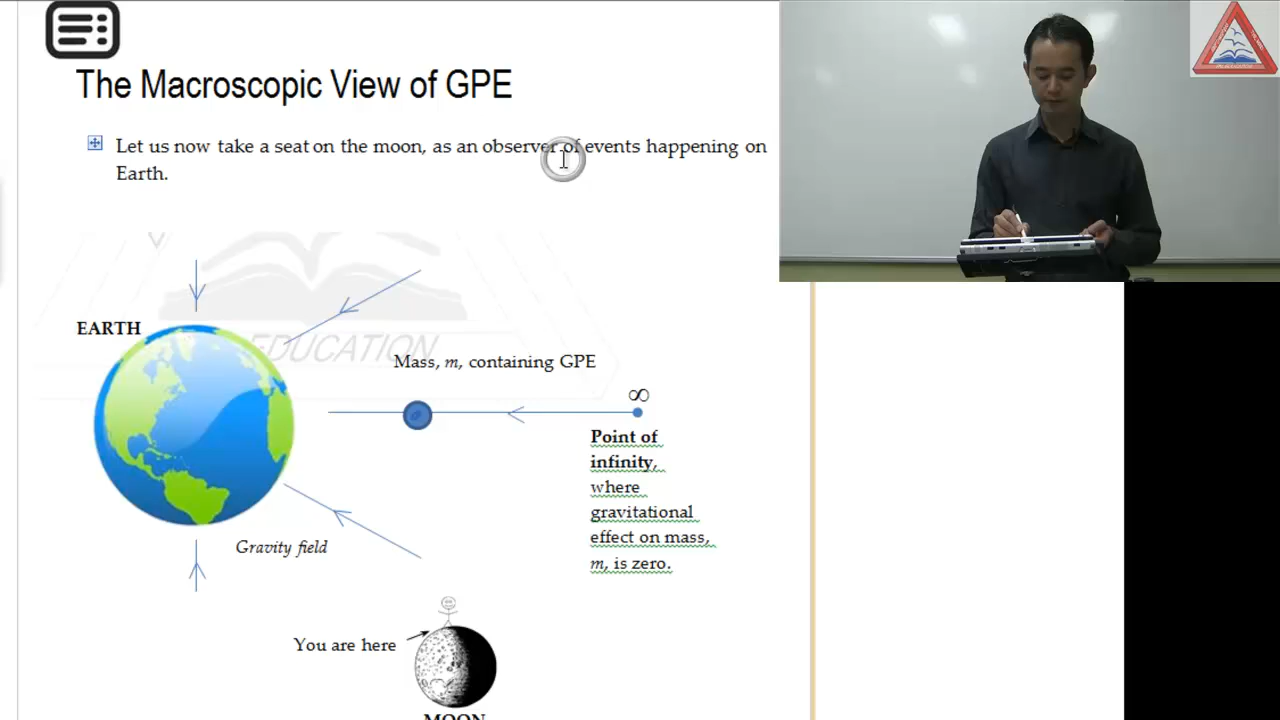 The Macroscopic View of GPE
Let us now take a seat on the moon, as an observer of events happening on
Earth.
EARTH
EDUCATION
Mass, m, containing GPE
∞
Point of
infinity,
where
gravitational
effect on mass,
m, is zero.
Gravity field
You are here
MOON